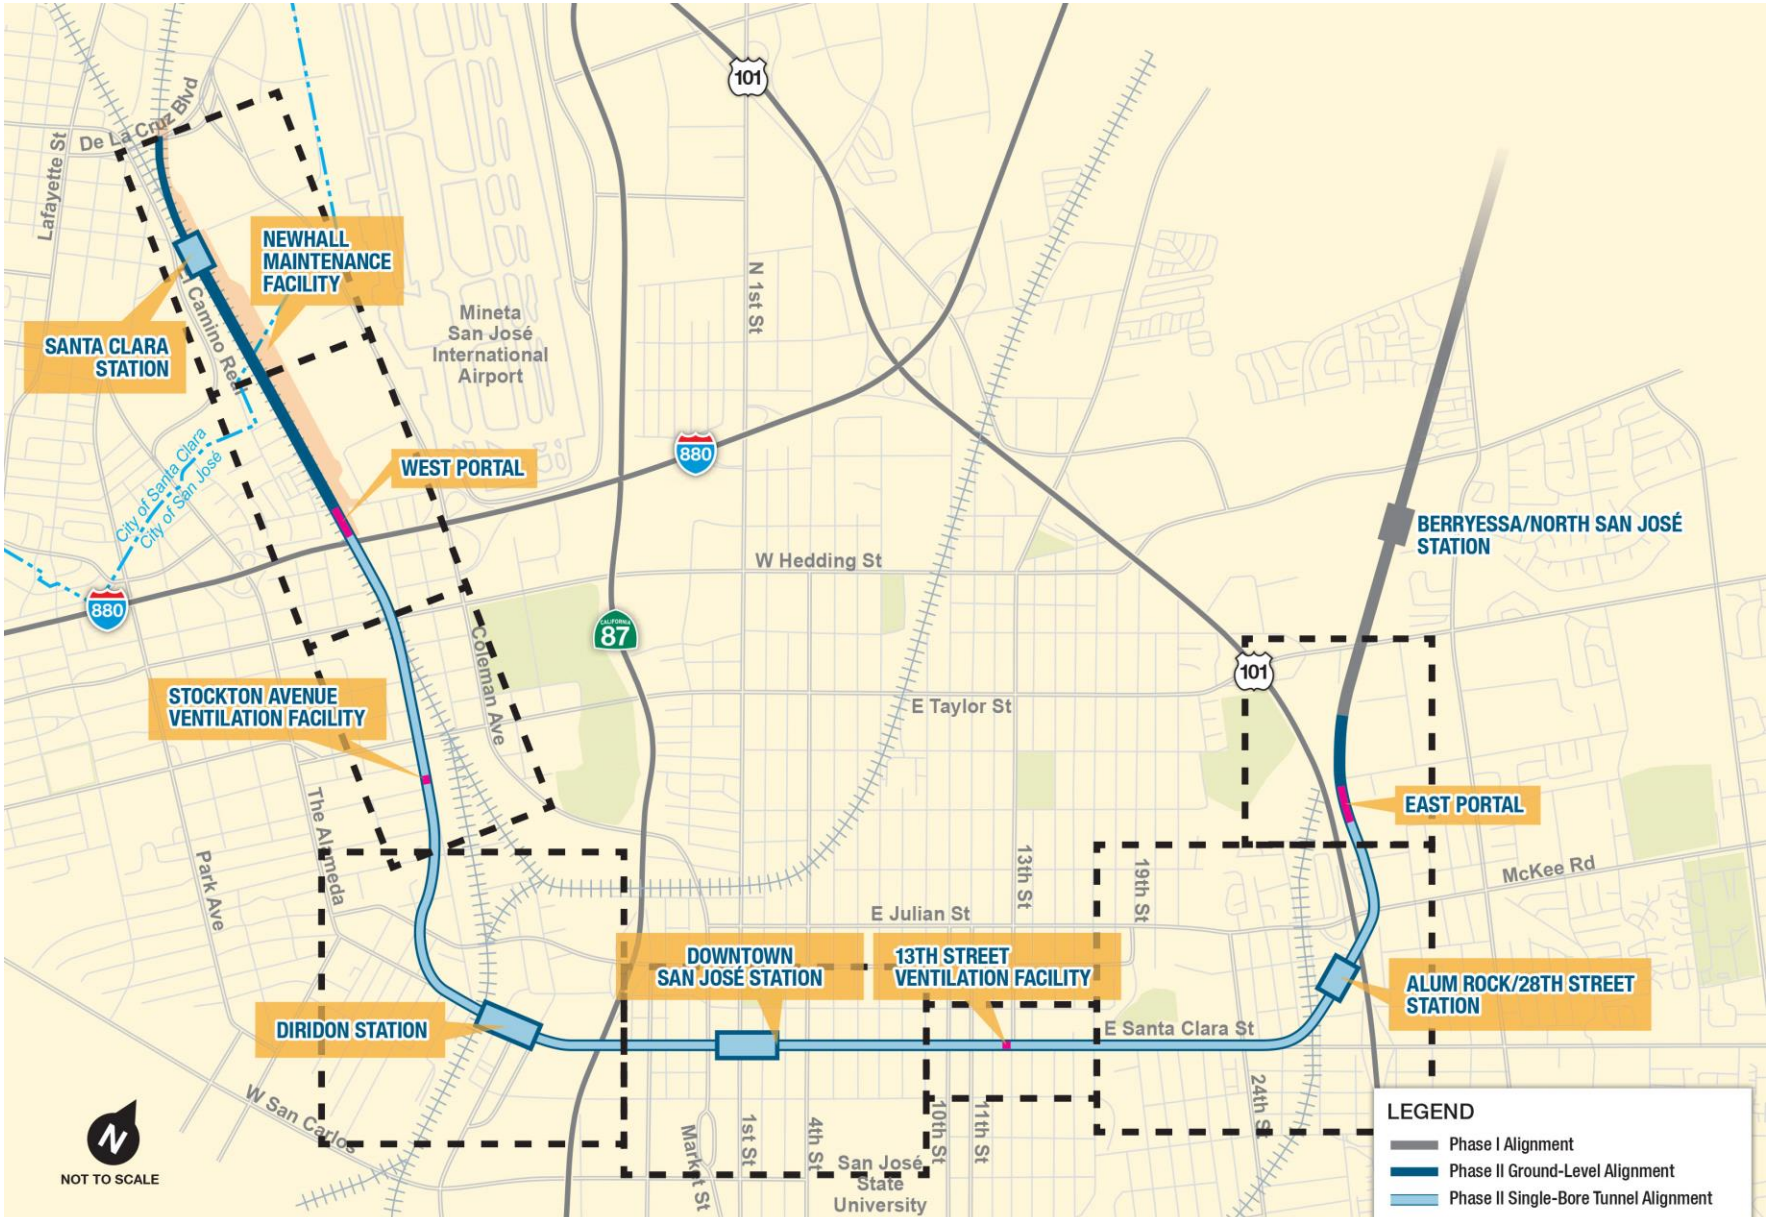 101
De La Cruz Blvd
Lafayette St
NEWHALL
MAINTENANCE
FACILITY
SANTA CLARA
STATION
El Camino Real
Mineta
San José
International
Airport
N 1st St
City of Santa Clara
City of San José
WEST PORTAL
880
BERRYESSA/NORTH SAN JOSÉ
STATION
W Hedding St
880
CALIFORNIA
87
Coleman Ave
101
STOCKTON AVENUE
VENTILATION FACILITY
E Taylor St
EAST PORTAL
The Alameda
Park Ave
13th St
19th St
McKee Rd
E Julian St
DOWNTOWN
SAN JOSÉ STATION
13TH STREET
VENTILATION FACILITY
ALUM ROCK/28TH STREET
STATION
DIRIDON STATION
E Santa Clara St
W San Carlos
Market St
1st St
4th St
10th St
11th St
24th St
San José
State
University
N
NOT TO SCALE
LEGEND
Phase I Alignment
Phase II Ground-Level Alignment
Phase II Single-Bore Tunnel Alignment